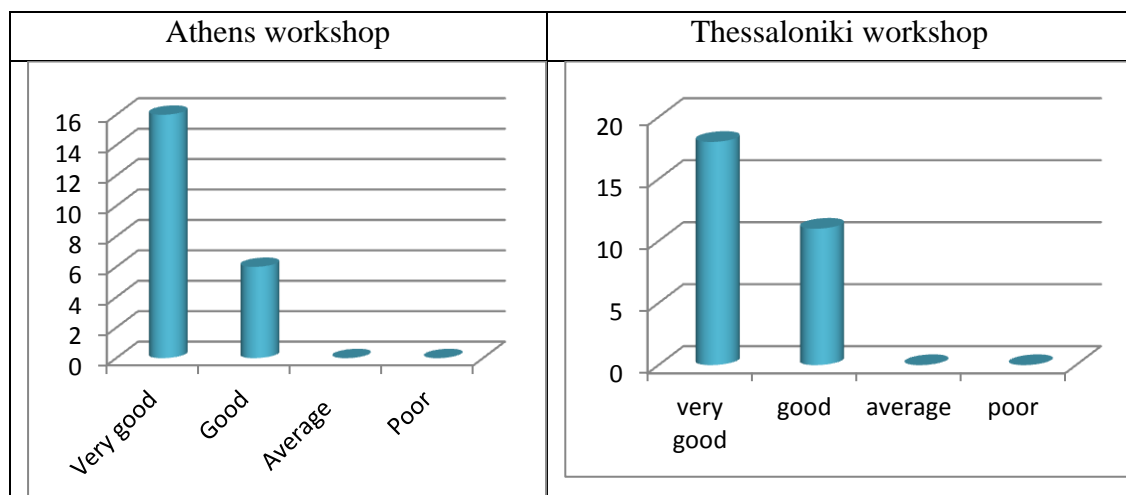 Athens workshop
Thessaloniki workshop
16
14
12
10
8
6
4
2
0
Very good
Good
Average
Poor
20
15
10
5
0
very
good
good
average
poor